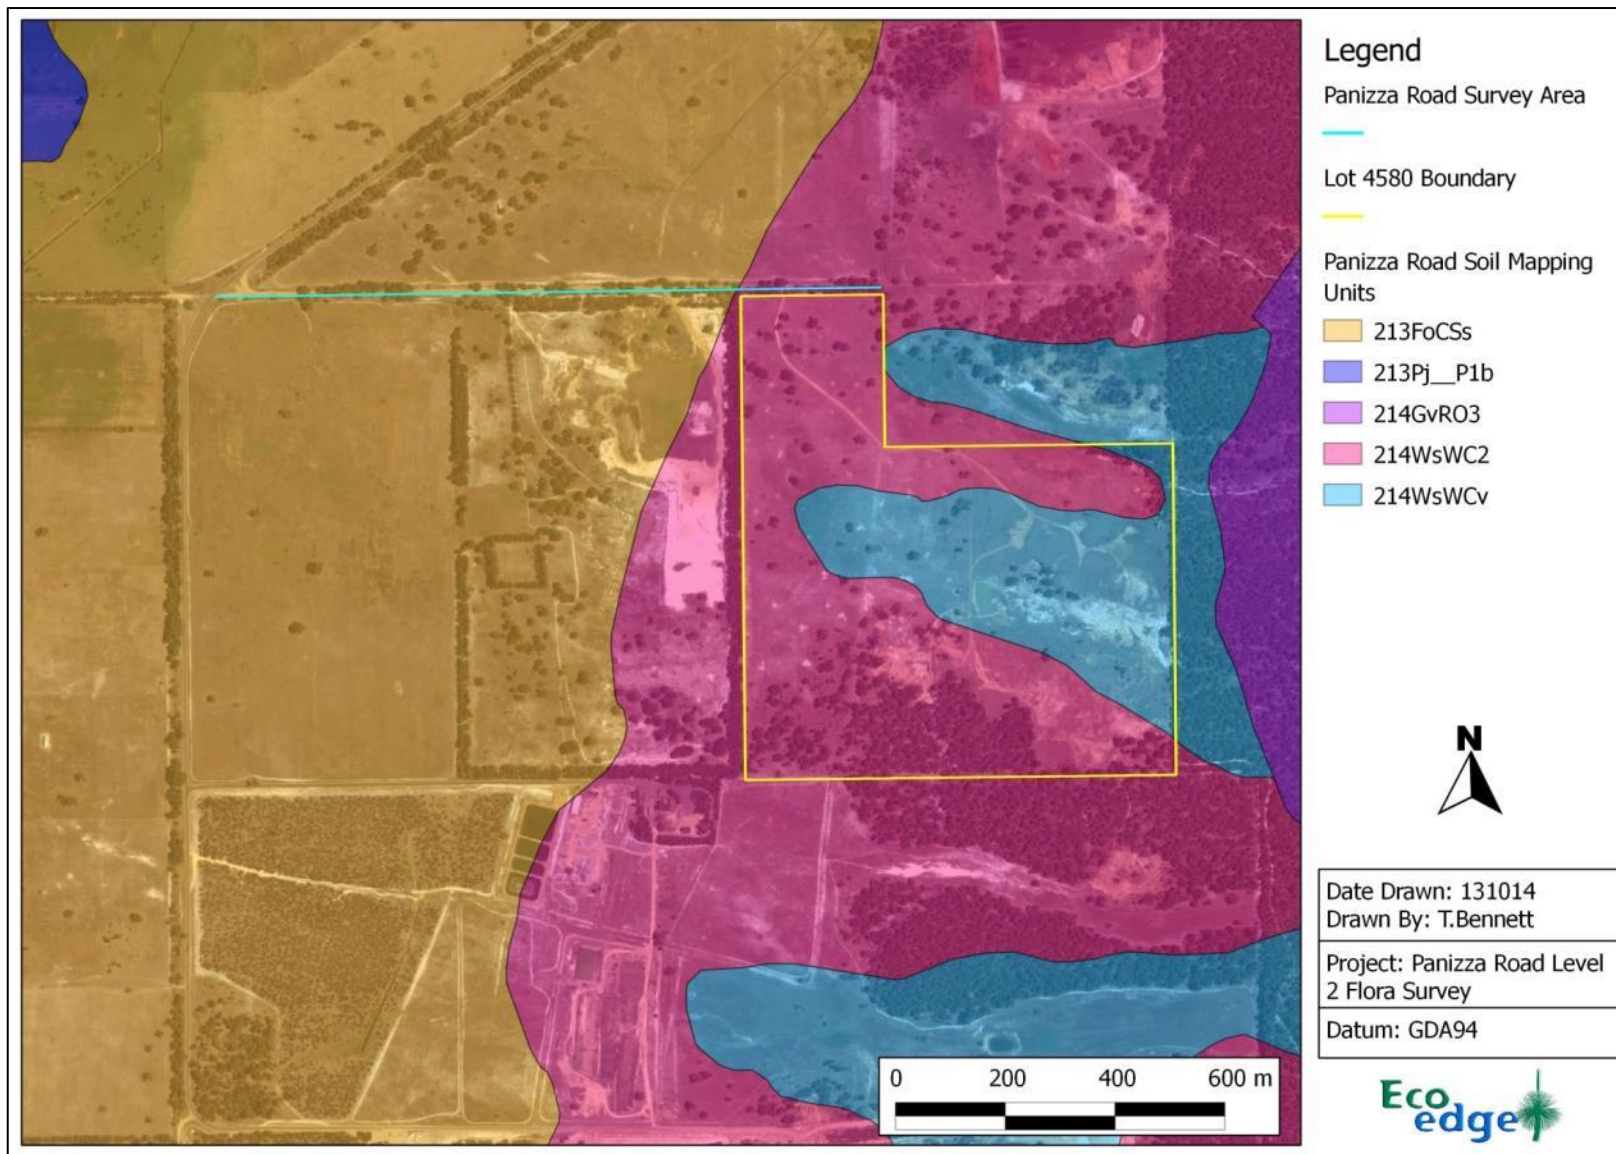 Legend
Panizza Road Survey Area
Lot 4580 Boundary
Panizza Road Soil Mapping
Units
213FoCSs
213Pj__P1b
214GvRO3
214WsWC2
214WsWCv
N
Date Drawn: 131014
Drawn By: T.Bennett
Project: Panizza Road Level
2 Flora Survey
Datum: GDA94
0 200 400 600 m
Eco
edge